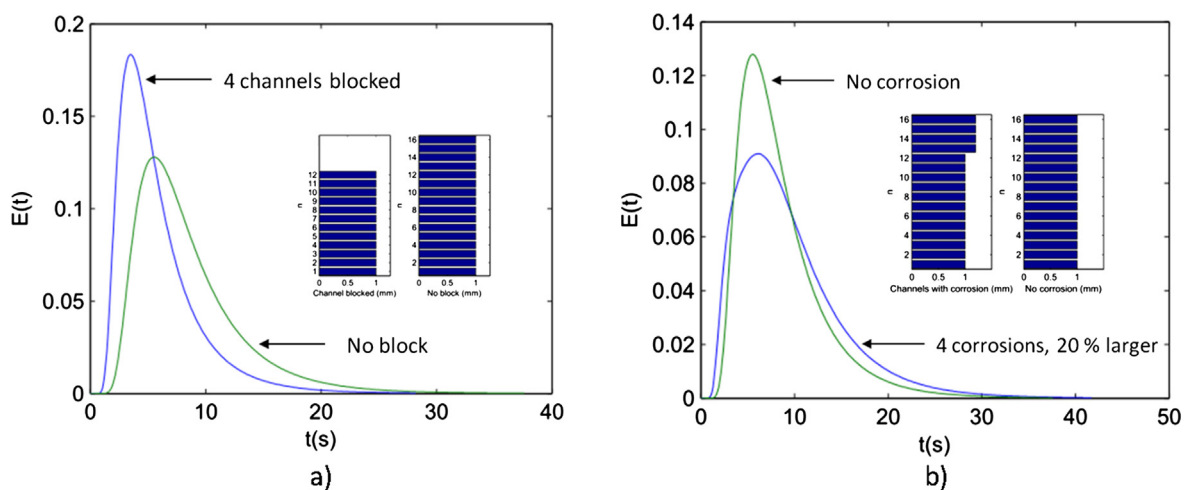 0.2
0.15
0.1
0.05
0
E(t)
0 10 20 30 40
t(s)
4 channels blocked
No block
12
11
10
9
8
7
6
5
4
3
2
1
n
0 0.5 1
Channel blocked (mm)
16
14
12
10
8
6
4
2
n
0 0.5 1
No block (mm)
a)
0.14
0.12
0.1
0.08
0.06
0.04
0.02
0
E(t)
0 10 20 30 40 50
t(s)
No corrosion
4 corrosions, 20 % larger
16
14
12
10
8
6
4
2
n
0 0.5 1
Channels with corrosion (mm)
16
14
12
10
8
6
4
2
n
0 0.5 1
No corrosion (mm)
b)